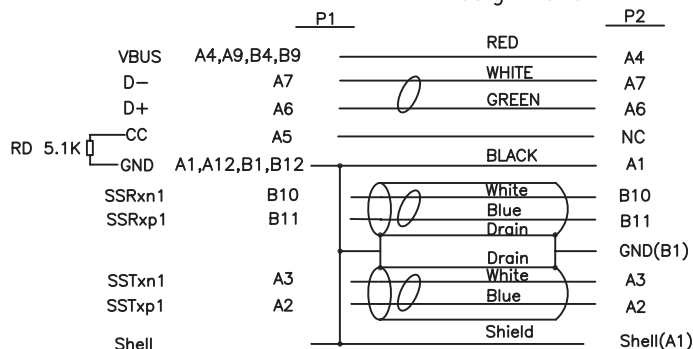 P1 P2
VBUS A4,A9,B4,B9 RED A4
D- A7 WHITE A7
D+ A6 GREEN A6
CC A5 NC
RD 5.1K
GND A1,A12,B1,B12 BLACK A1
SSRxn1 B10 White B10
SSRxp1 B11 Blue B11
Drain
GND(B1)
Drain
SSTxn1 A3 White A3
SSTxp1 A2 Blue A2
Shell Shield Shell(A1)